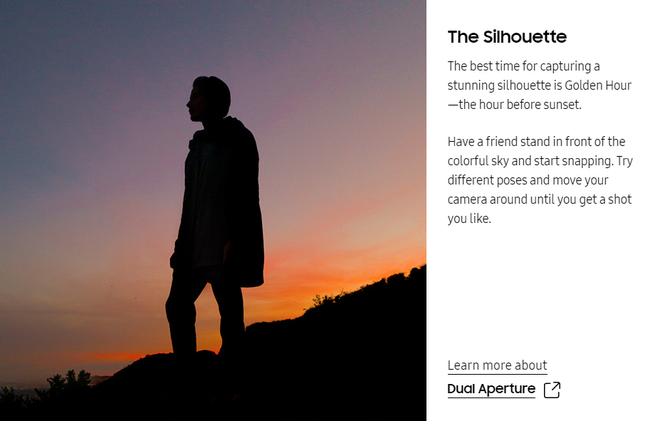 The Silhouette
The best time for capturing a
stunning silhouette is Golden Hour
—the hour before sunset.
Have a friend stand in front of the
colorful sky and start snapping. Try
different poses and move your
camera around until you get a shot
you like.
Learn more about
Dual Aperture